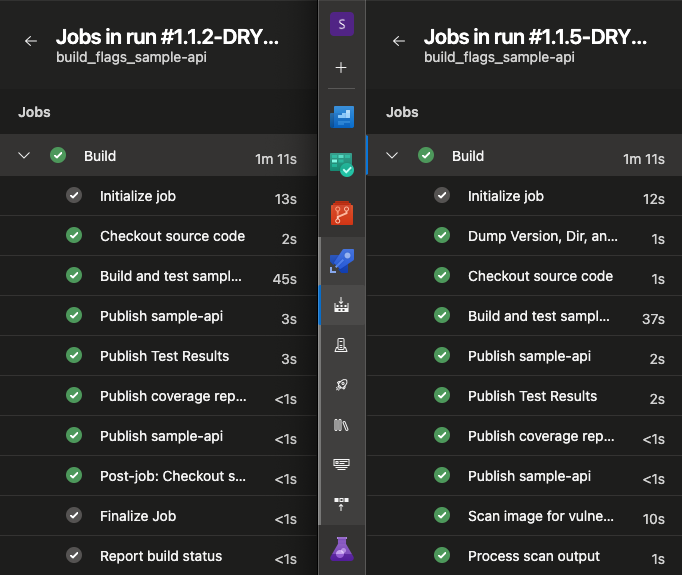 Jobs in run #1.1.2-DRY...
build_flags_sample-api
Jobs
Build 1m 11s
Initialize job 13s
Checkout source code 2s
Build and test sampl... 45s
Publish sample-api 3s
Publish Test Results 3s
Publish coverage rep... <1s
Publish sample-api <1s
Post-job: Checkout s... <1s
Finalize Job <1s
Report build status <1s
S
Jobs in run #1.1.5-DRY...
build_flags_sample-api
Jobs
Build 1m 11s
Initialize job 12s
Dump Version, Dir, an... 1s
Checkout source code 1s
Build and test sampl... 37s
Publish sample-api 2s
Publish Test Results 2s
Publish coverage rep... <1s
Publish sample-api <1s
Scan image for vulne... 10s
Process scan output 1s